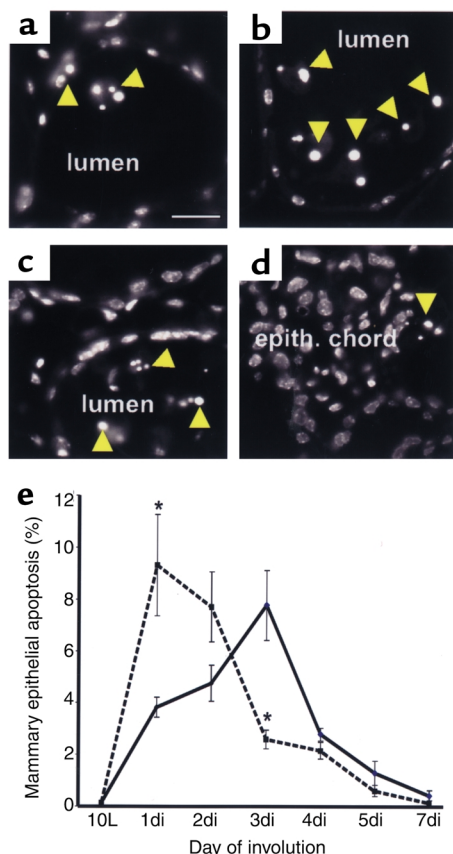 a
b
lumen
lumen
c
d
lumen
epith. chord
e
12
10
8
6
4
2
0
*
*
Mammary epithelial apoptosis (%)
10L 1di 2di 3di 4di 5di 7di
Day of involution